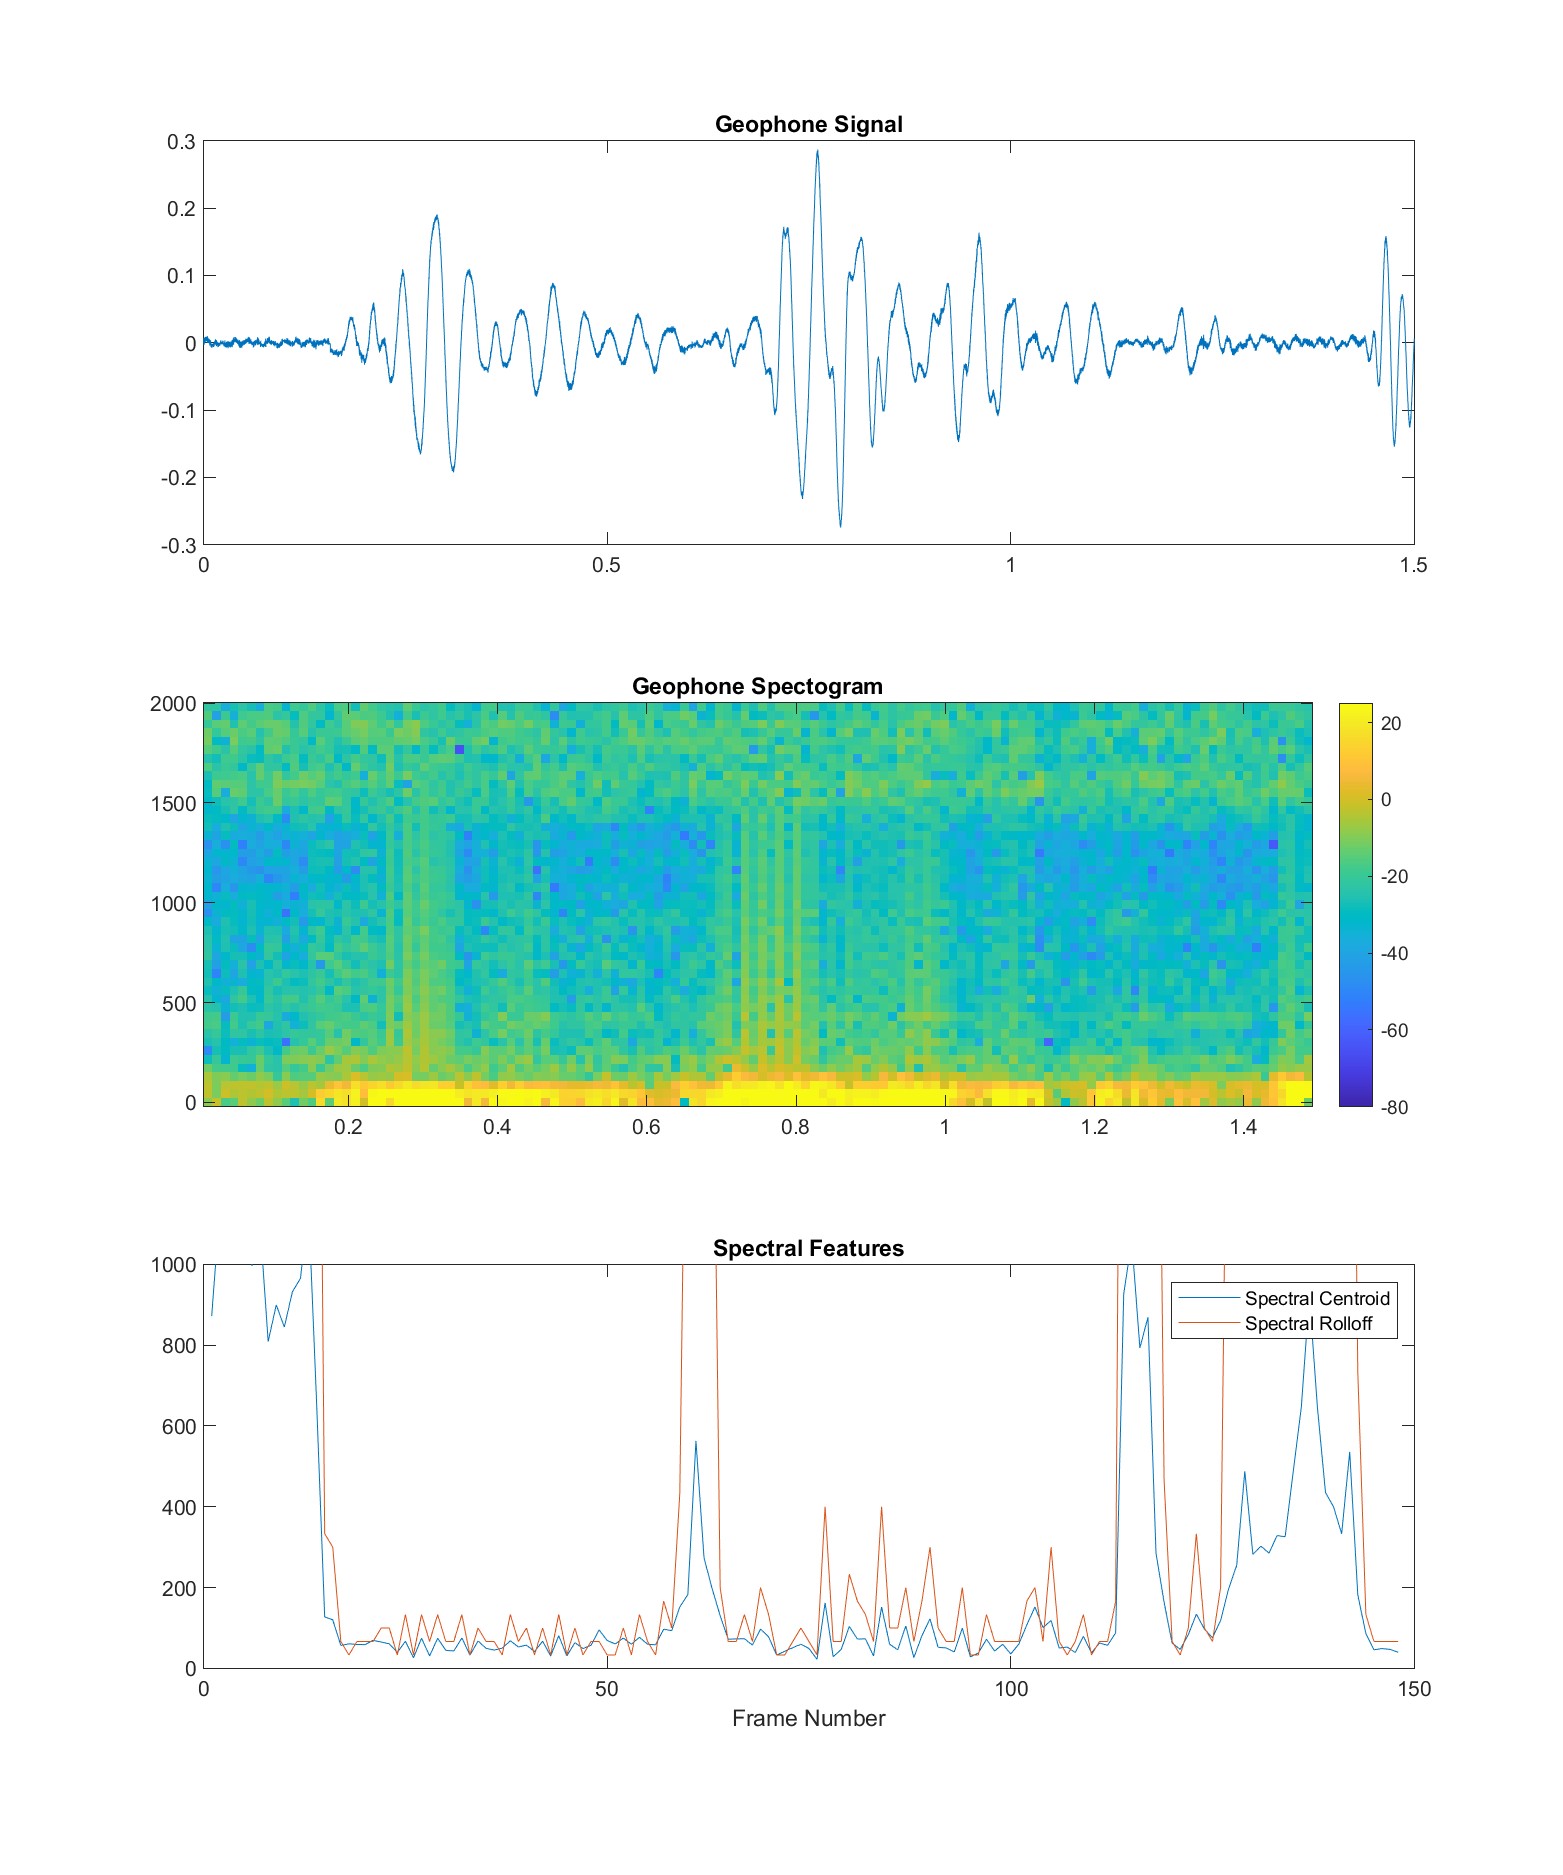 Geophone Signal
0.3
0.2
0.1
0
-0.1
-0.2
-0.3
0 0.5 1 1.5
Geophone Spectogram
2000
1500
1000
500
0
0.2 0.4 0.6 0.8 1 1.2 1.4
20
0
-20
-40
-60
-80
Spectral Features
1000
800
600
400
200
0
Spectral Centroid
Spectral Rolloff
0 50 100 150
Frame Number